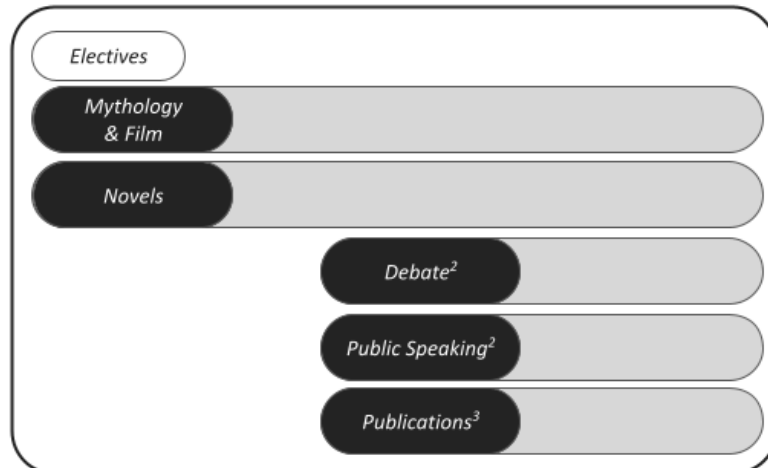 Electives
Mythology
& Film
Novels
Debate²
Public Speaking²
Publications³